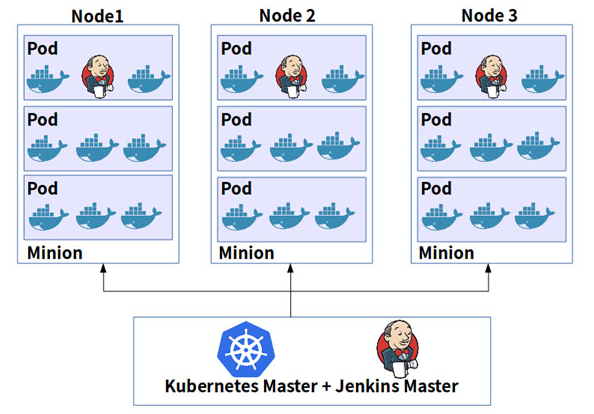 Node1
Node 2
Node 3
Pod
Pod
Pod
Pod
Pod
Pod
Pod
Pod
Pod
Minion
Minion
Minion
Kubernetes Master + Jenkins Master